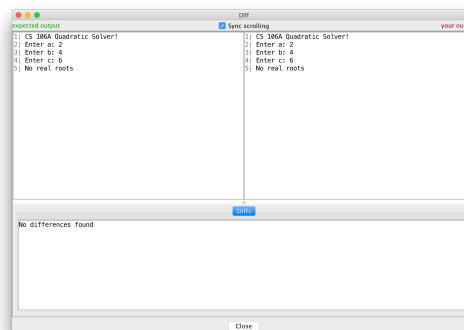 Diff
expected output
Sync scrolling
your ou
1| CS 106A Quadratic Solver!
2| Enter a: 2
3| Enter b: 4
4| Enter c: 6
5| No real roots
1| CS 106A Quadratic Solver!
2| Enter a: 2
3| Enter b: 4
4| Enter c: 6
5| No real roots
Diffs
No differences found
Close